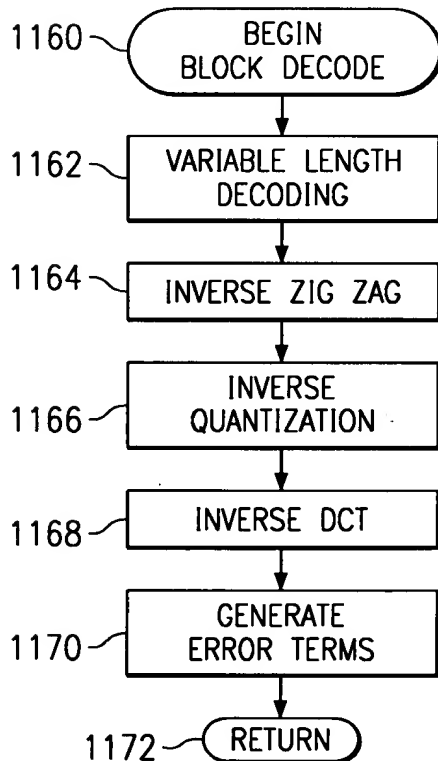 1160
BEGIN
BLOCK DECODE
1162
VARIABLE LENGTH
DECODING
1164
INVERSE ZIG ZAG
1166
INVERSE
QUANTIZATION
1168
INVERSE DCT
1170
GENERATE
ERROR TERMS
1172
RETURN